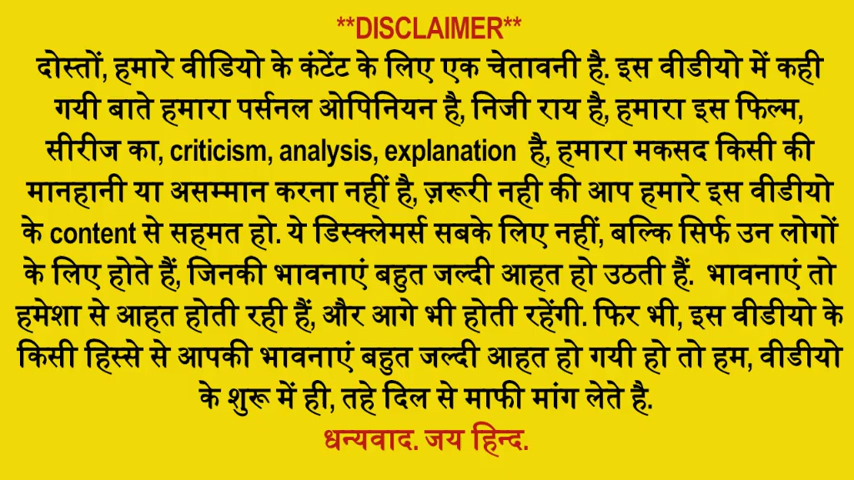 **DISCLAIMER**
दोस्तों, हमारे वीडियो के कंटेंट के लिए एक चेतावनी है. इस वीडीयो में कही
गयी बाते हमारा पर्सनल ओपिनियन है, निजी राय है, हमारा इस फिल्म,
सीरीज का, criticism, analysis, explanation है, हमारा मकसद किसी की
मानहानी या असम्मान करना नहीं है, ज़रूरी नही की आप हमारे इस वीडीयो
के content से सहमत हो. ये डिस्क्लेमर्स सबके लिए नहीं, बल्कि सिर्फ उन लोगों
के लिए होते हैं, जिनकी भावनाएं बहुत जल्दी आहत हो उठती हैं. भावनाएं तो
हमेशा से आहत होती रही हैं, और आगे भी होती रहेंगी. फिर भी, इस वीडीयो के
किसी हिस्से से आपकी भावनाएं बहुत जल्दी आहत हो गयी हो तो हम, वीडीयो
के शुरू में ही, तहे दिल से माफी मांग लेते है.
धन्यवाद. जय हिन्द.